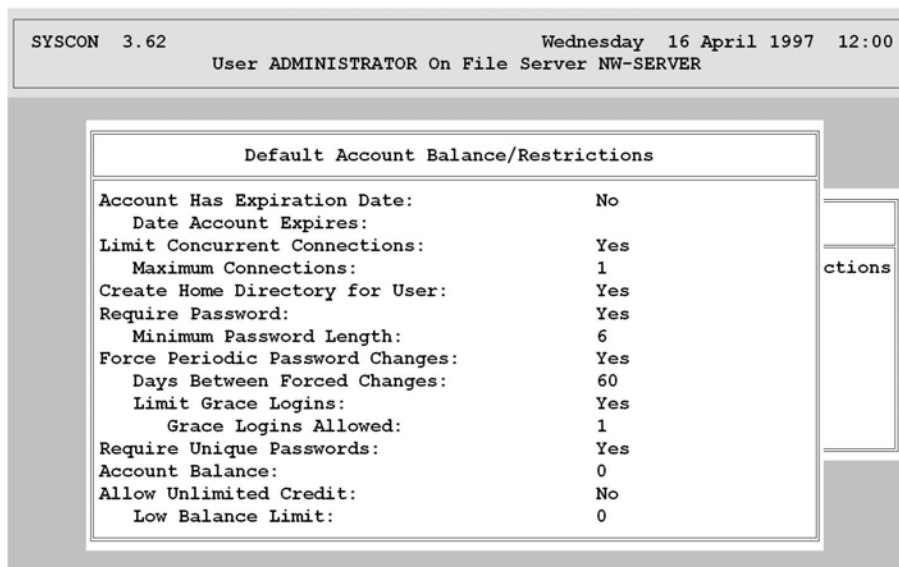 SYSCON 3.62 Wednesday 16 April 1997 12:00
User ADMINISTRATOR On File Server NW-SERVER
Default Account Balance/Restrictions
Account Has Expiration Date: No
Date Account Expires:
Limit Concurrent Connections: Yes
Maximum Connections: 1
ctions
Create Home Directory for User: Yes
Require Password: Yes
Minimum Password Length: 6
Force Periodic Password Changes: Yes
Days Between Forced Changes: 60
Limit Grace Logins: Yes
Grace Logins Allowed: 1
Require Unique Passwords: Yes
Account Balance: 0
Allow Unlimited Credit: No
Low Balance Limit: 0